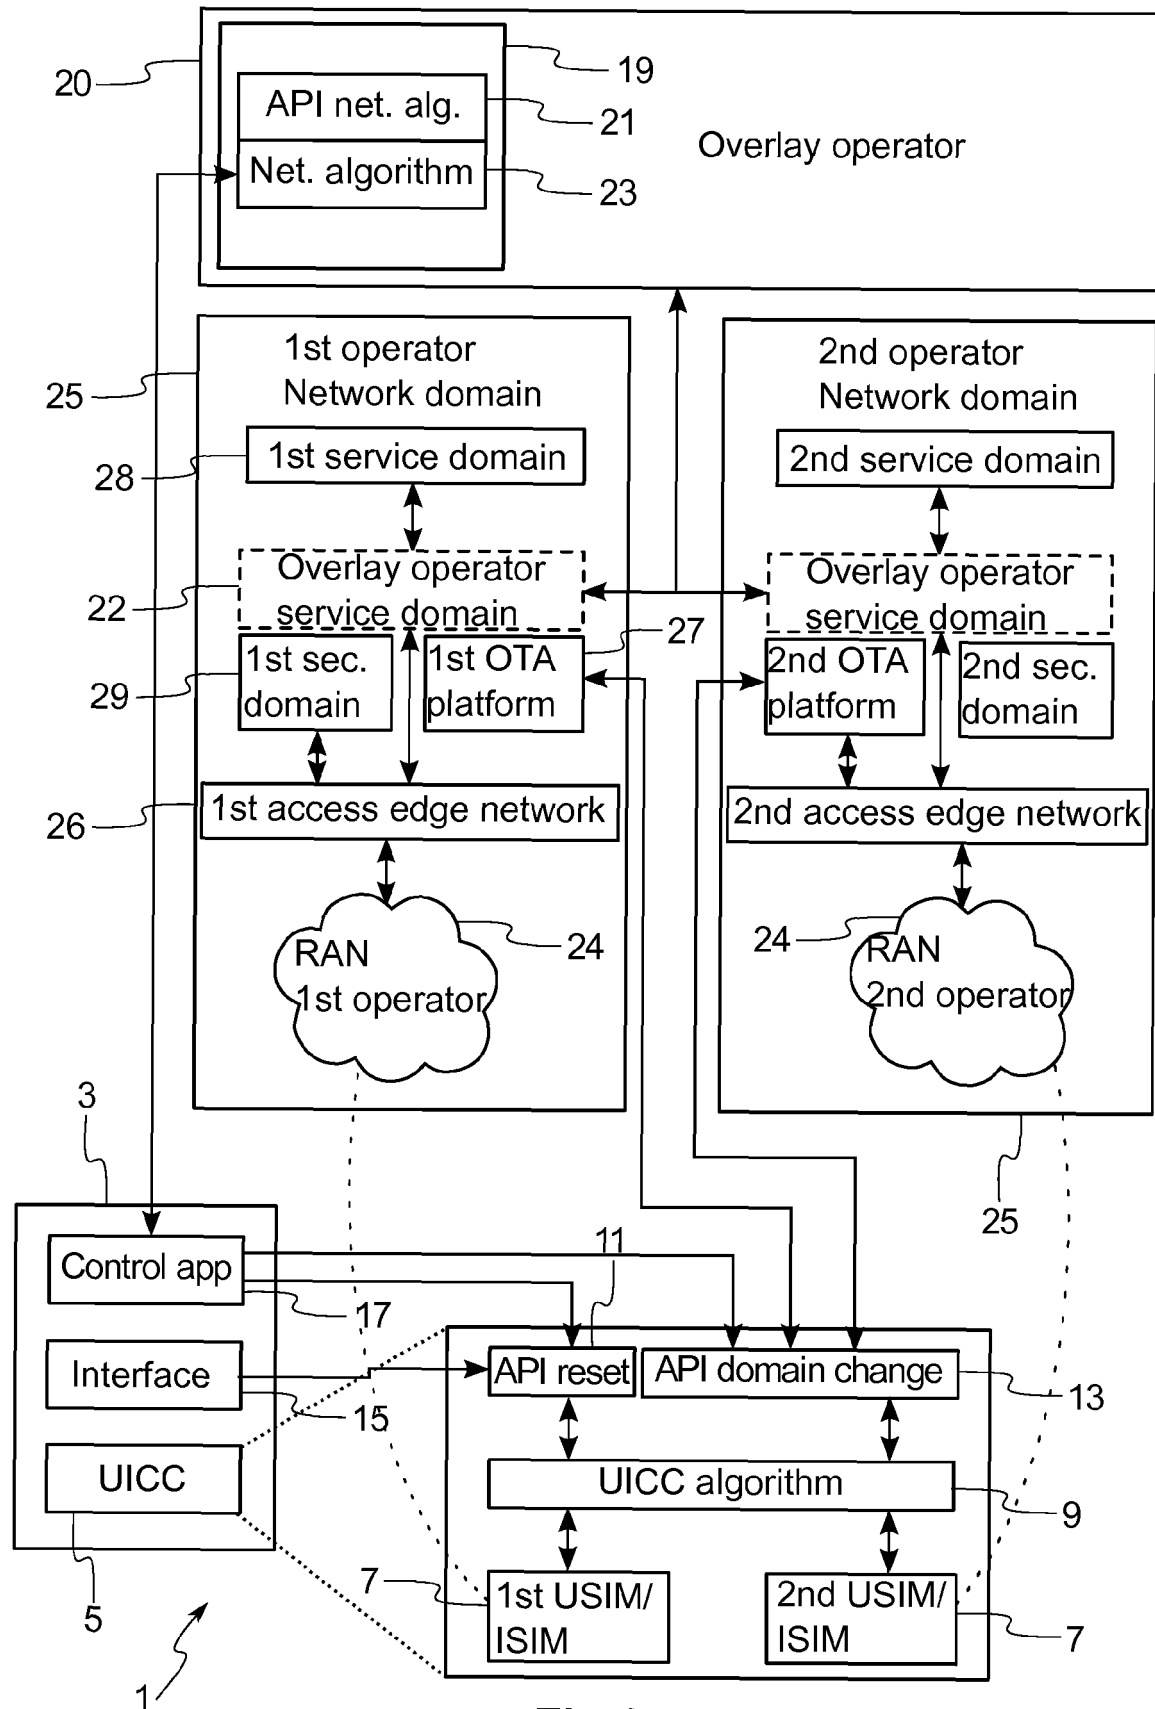 20
19
API net. alg.
21
Overlay operator
Net. algorithm
23
1st operator
Network domain
25
2nd operator
Network domain
1st service domain
28
2nd service domain
Overlay operator
service domain
22
Overlay operator
service domain
27
1st sec.
domain
29
1st OTA
platform
2nd OTA
platform
2nd sec.
domain
1st access edge network
26
2nd access edge network
RAN
1st operator
24
24
RAN
2nd operator
3
25
Control app
17
11
Interface
15
API reset
API domain change
13
UICC
5
UICC algorithm
9
7
1st USIM/
ISIM
2nd USIM/
ISIM
7
1